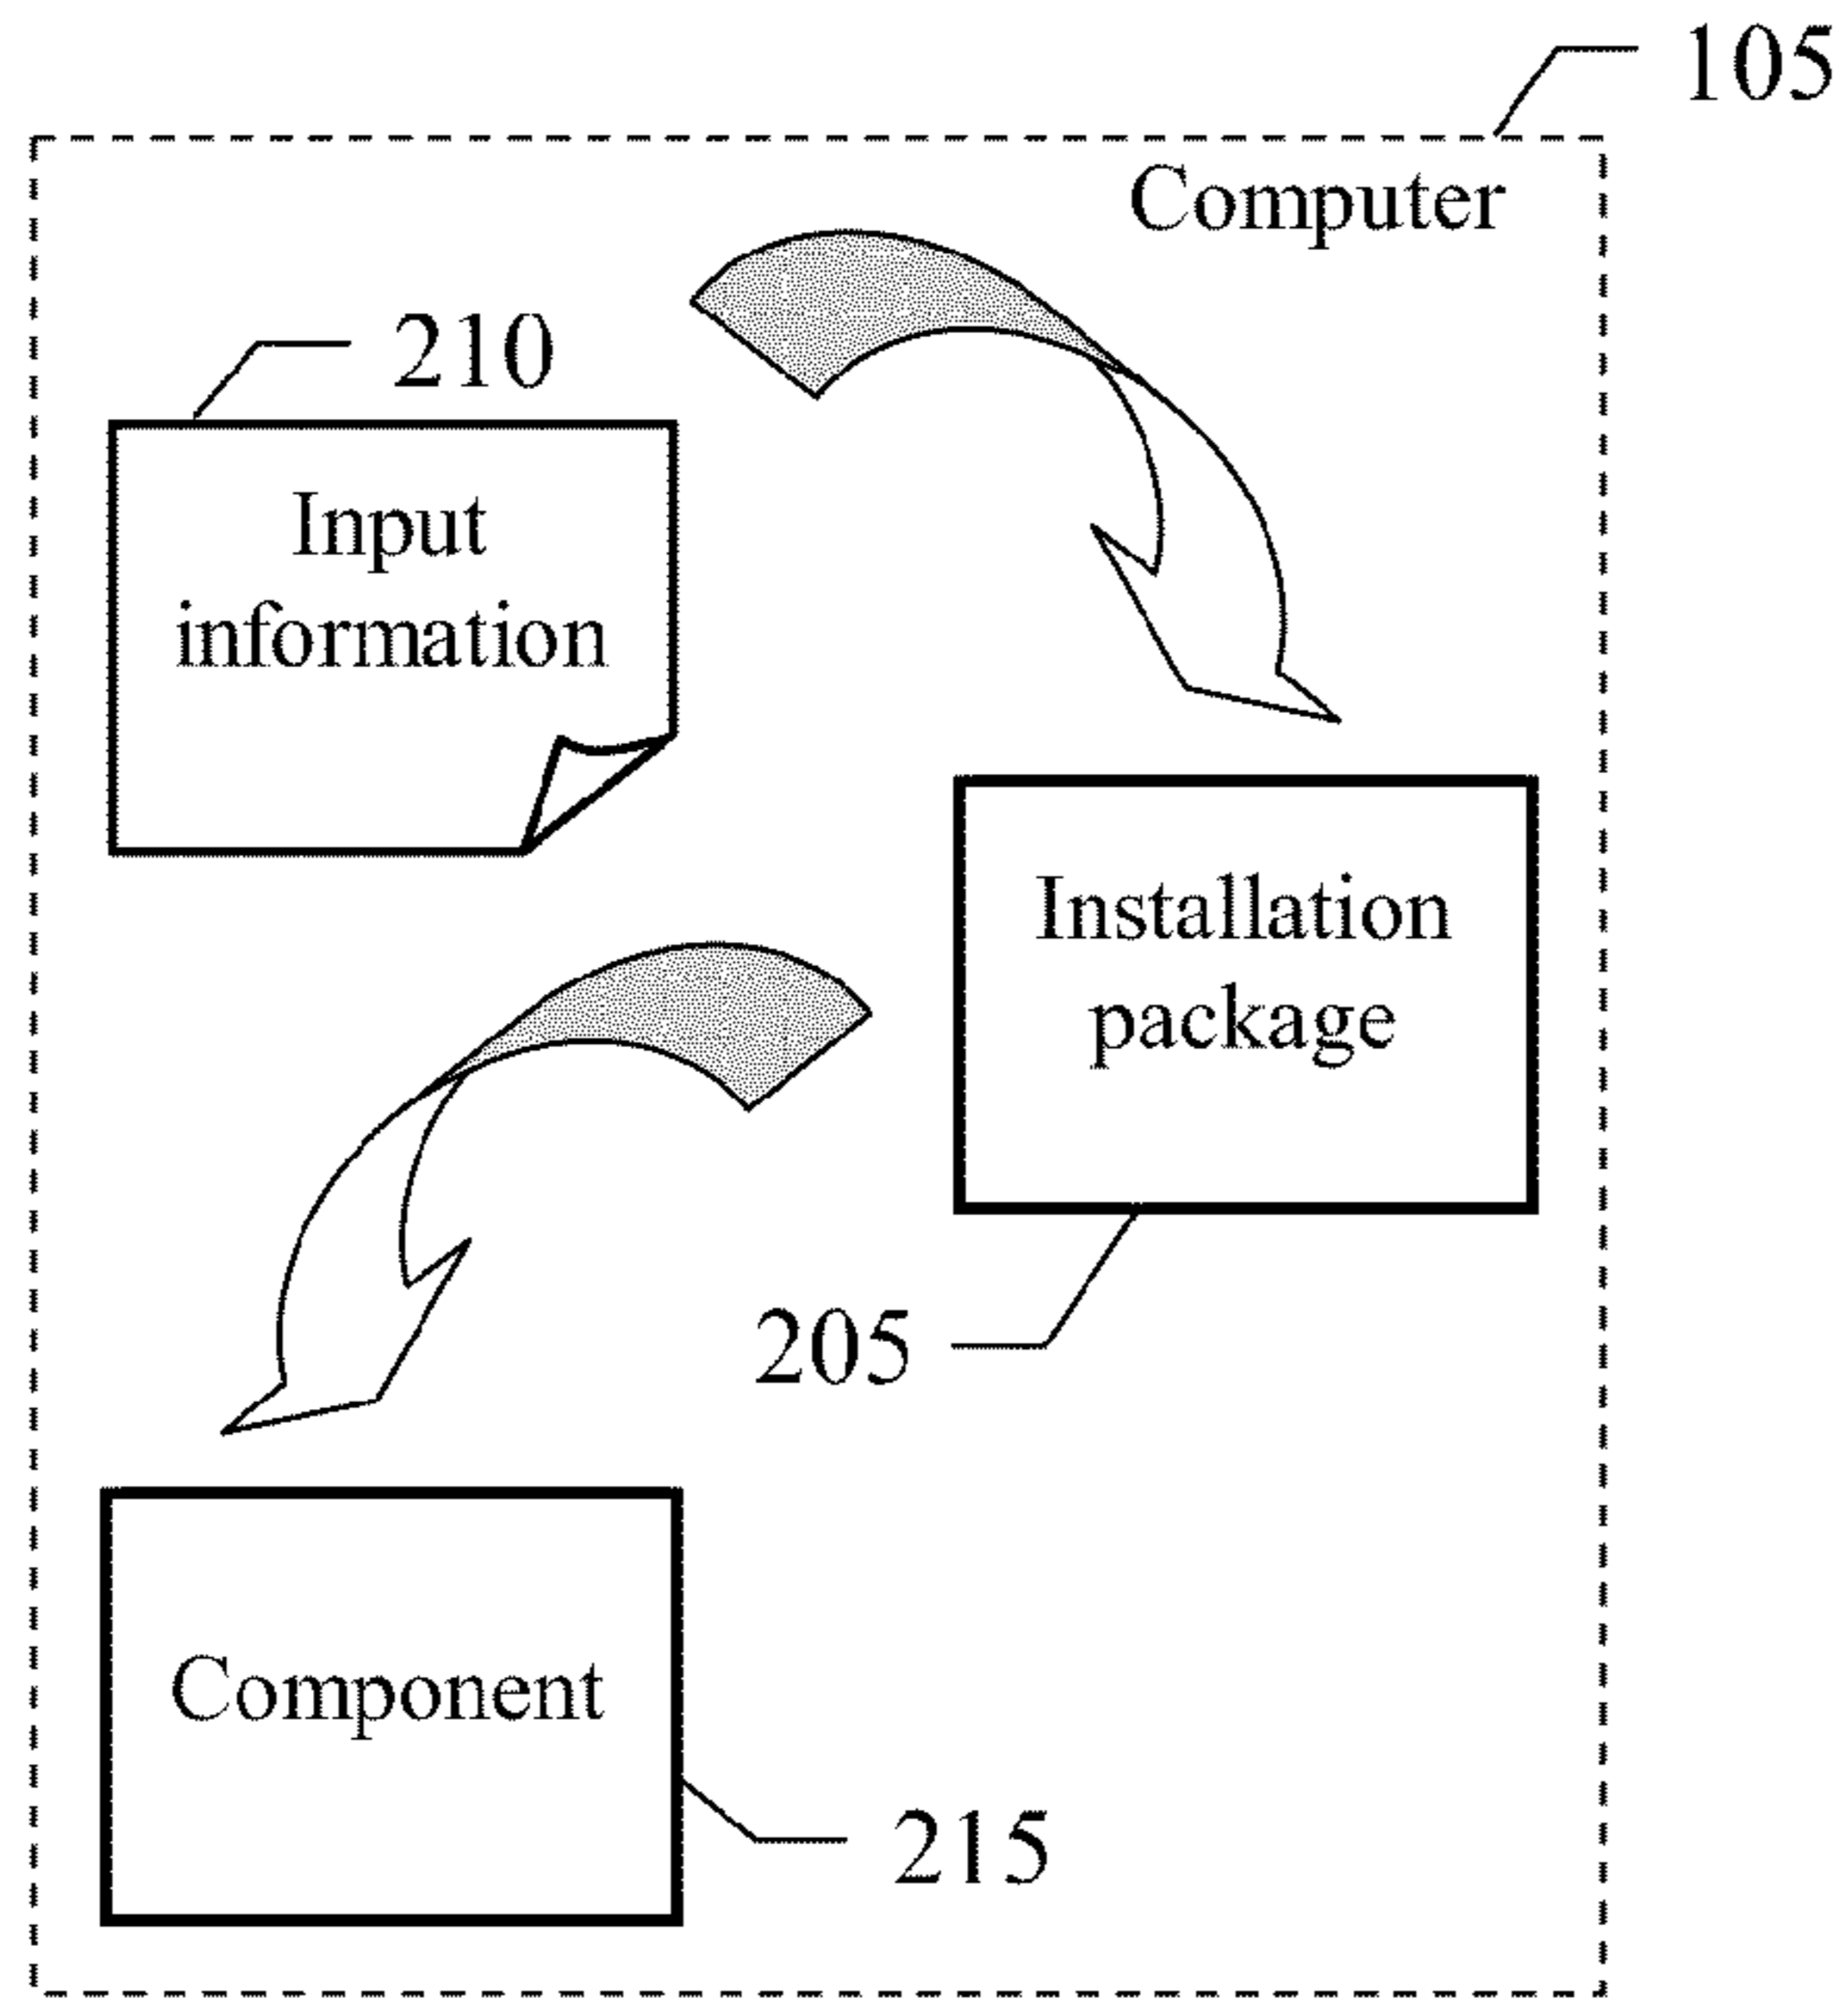 105
Computer
210
Input
information
Installation
package
205
Component
215